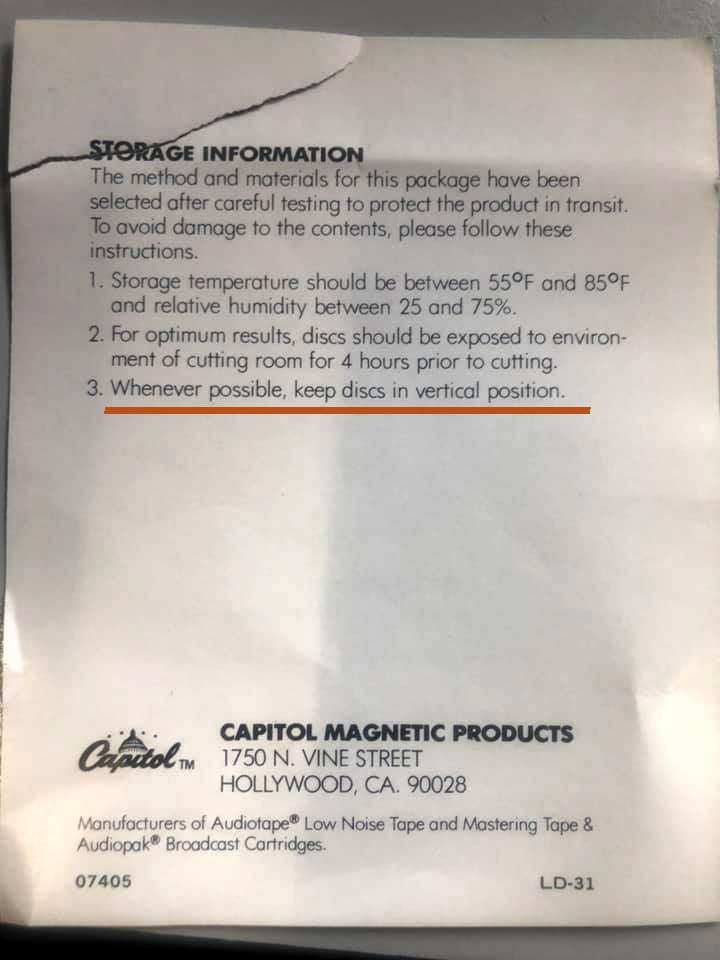 STORAGE INFORMATION
The method and materials for this package have been
selected after careful testing to protect the product in transit.
To avoid damage to the contents, please follow these
instructions.
1. Storage temperature should be between 55°F and 85°F
and relative humidity between 25 and 75%.
2. For optimum results, discs should be exposed to environ-
ment of cutting room for 4 hours prior to cutting.
3. Whenever possible, keep discs in vertical position.
Capitol TM
CAPITOL MAGNETIC PRODUCTS
1750 N. VINE STREET
HOLLYWOOD, CA. 90028
Manufacturers of Audiotape® Low Noise Tape and Mastering Tape &
Audiopak® Broadcast Cartridges.
07405 LD-31